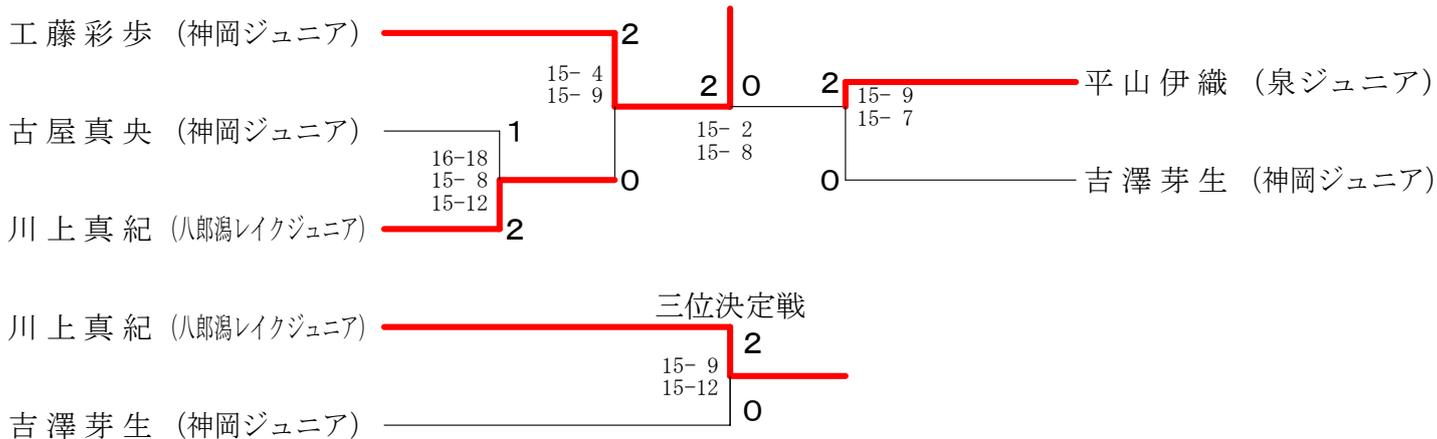 工藤彩歩 (神岡ジュニア)
2
15- 4
15- 9
2 0
2
15- 9
15- 7
平山伊織 (泉ジュニア)
古屋真央 (神岡ジュニア)
1
15- 2
15- 8
16-18
15- 8
15-12
0
0
吉澤芽生 (神岡ジュニア)
川上真紀 (八郎潟レイクジュニア)
2
三位決定戦
川上真紀 (八郎潟レイクジュニア)
2
15- 9
15-12
0
吉澤芽生 (神岡ジュニア)